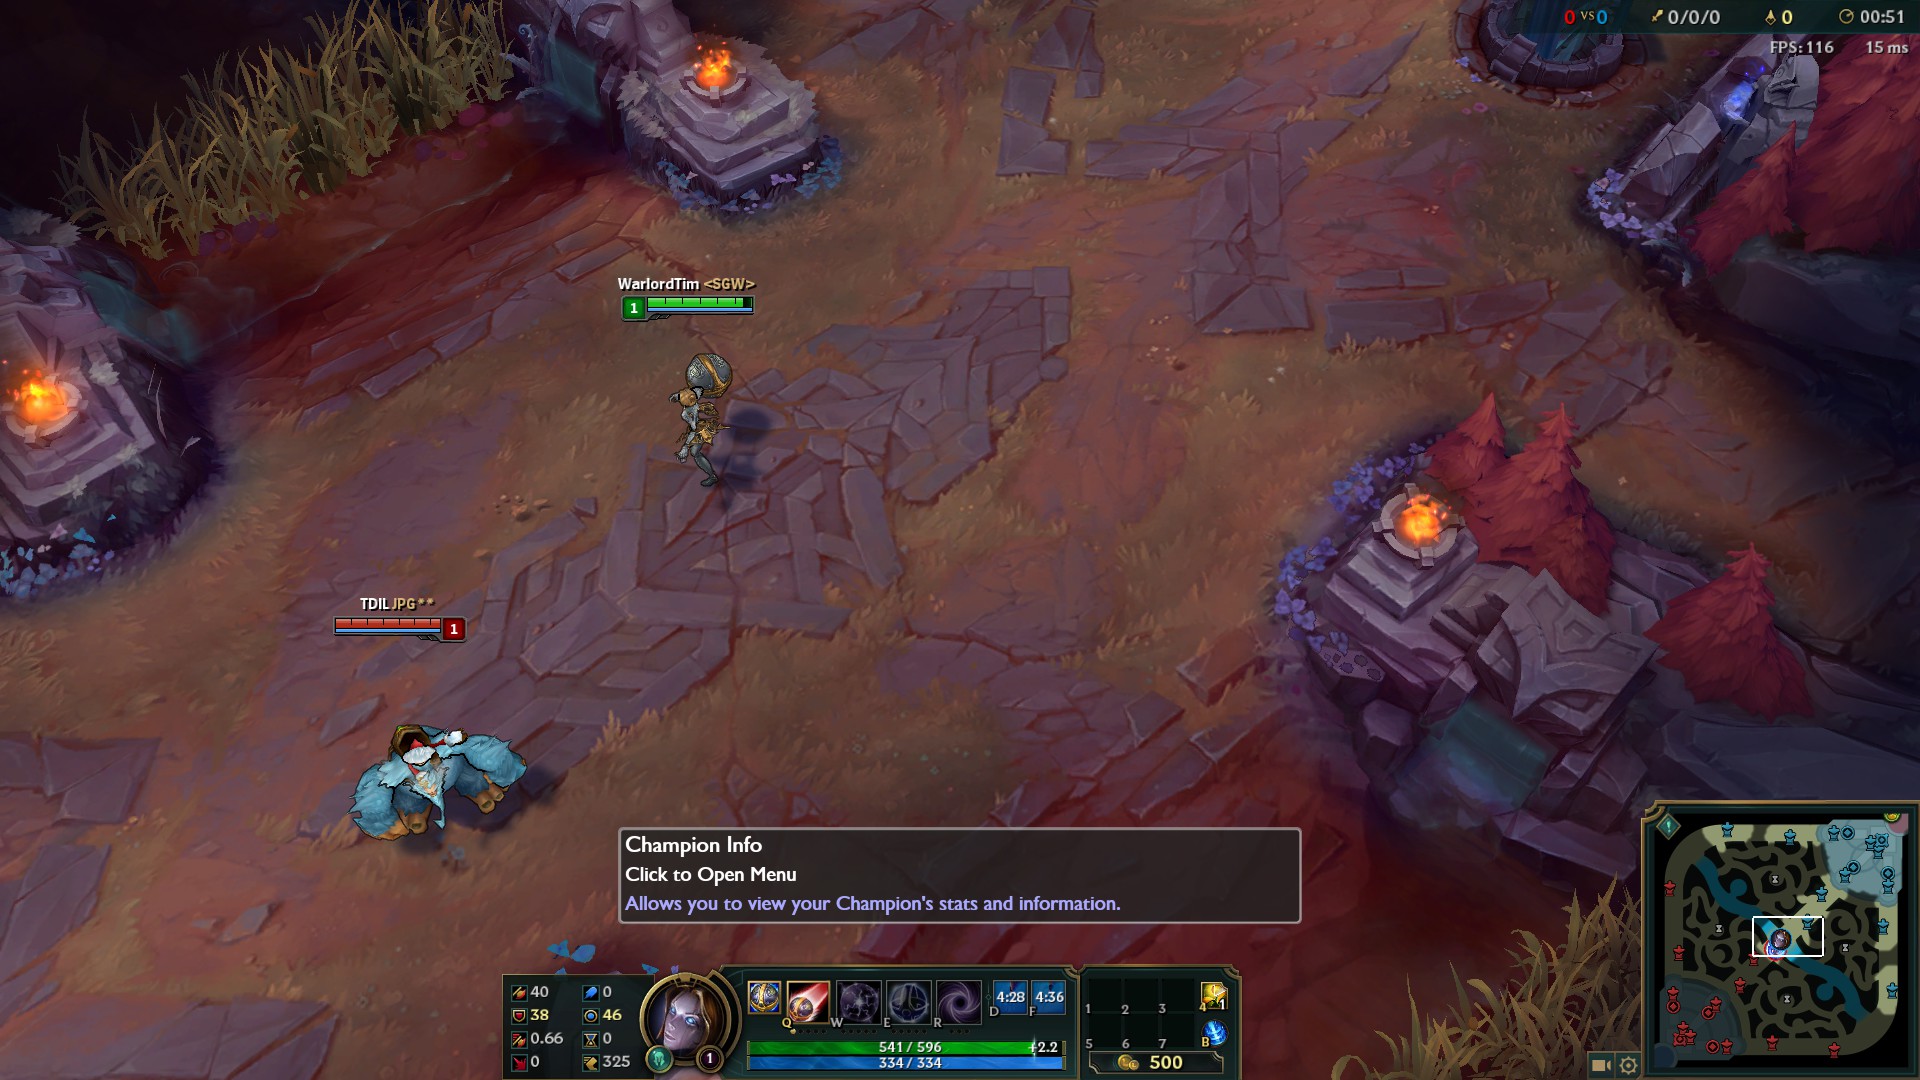 0 VS 0
0/0/0
0
00:51
FPS: 116 15 ms
WarlordTim <SGW>
1
TDIL JPG**
1
Champion Info
Click to Open Menu
Allows you to view your Champion's stats and information.
40 0
38 46
0.66 0
0 325
1
Q W E R
4:28 D
4:36 F
541 / 596 +2.2
334 / 334
1 2 3 4 1
5 6 7 B
500